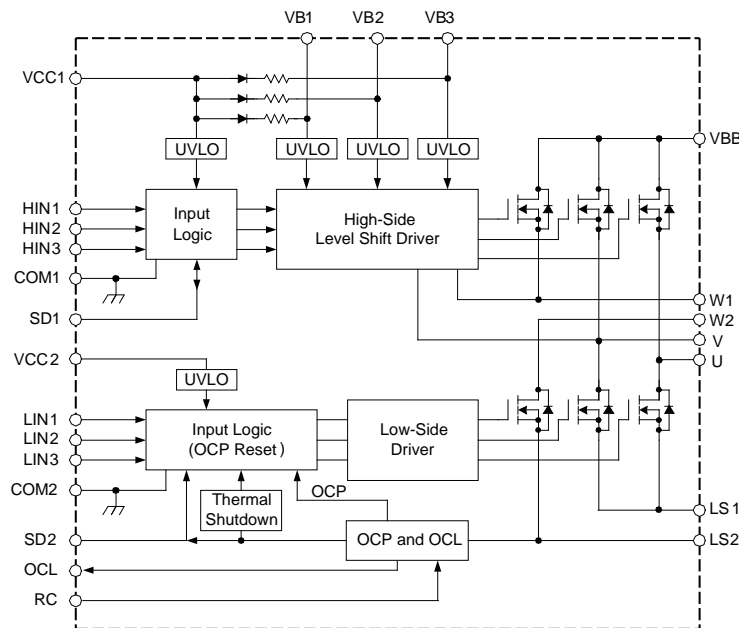 VB1 VB2 VB3
VCC1
UVLO UVLO UVLO UVLO
VBB
HIN1
HIN2
HIN3
Input
Logic
High-Side
Level Shift Driver
COM1
SD1
W1
W2
V
U
VCC2
UVLO
LIN1
LIN2
LIN3
Input Logic
(OCP Reset)
Low-Side
Driver
COM2
OCP
Thermal
Shutdown
LS1
SD2
OCP and OCL
LS2
OCL
RC